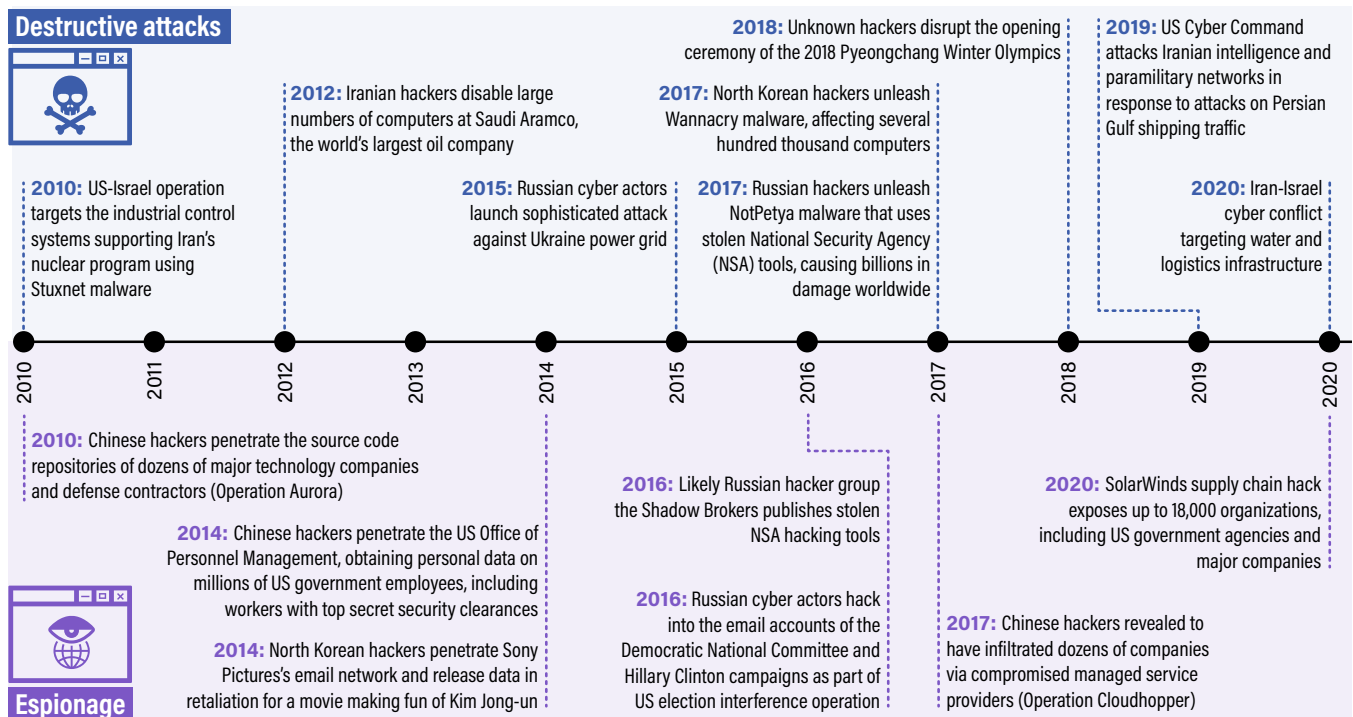 Destructive attacks
2010: US-Israel operation
targets the industrial control
systems supporting Iran's
nuclear program using
Stuxnet malware
2012: Iranian hackers disable large
numbers of computers at Saudi Aramco,
the world's largest oil company
2015: Russian cyber actors
launch sophisticated attack
against Ukraine power grid
2017: North Korean hackers unleash
Wannacry malware, affecting several
hundred thousand computers
2017: Russian hackers unleash
NotPetya malware that uses
stolen National Security Agency
(NSA) tools, causing billions in
damage worldwide
2018: Unknown hackers disrupt the opening
ceremony of the 2018 Pyeongchang Winter Olympics
2019: US Cyber Command
attacks Iranian intelligence and
paramilitary networks in
response to attacks on Persian
Gulf shipping traffic
2020: Iran-Israel
cyber conflict
targeting water and
logistics infrastructure
2010
2011
2012
2013
2014
2015
2016
2017
2018
2019
2020
2010: Chinese hackers penetrate the source code
repositories of dozens of major technology companies
and defense contractors (Operation Aurora)
2014: Chinese hackers penetrate the US Office of
Personnel Management, obtaining personal data on
millions of US government employees, including
workers with top secret security clearances
2014: North Korean hackers penetrate Sony
Pictures's email network and release data in
retaliation for a movie making fun of Kim Jong-un
2016: Likely Russian hacker group
the Shadow Brokers publishes stolen
NSA hacking tools
2016: Russian cyber actors hack
into the email accounts of the
Democratic National Committee and
Hillary Clinton campaigns as part of
US election interference operation
2017: Chinese hackers revealed to
have infiltrated dozens of companies
via compromised managed service
providers (Operation Cloudhopper)
2020: SolarWinds supply chain hack
exposes up to 18,000 organizations,
including US government agencies and
major companies
Espionage